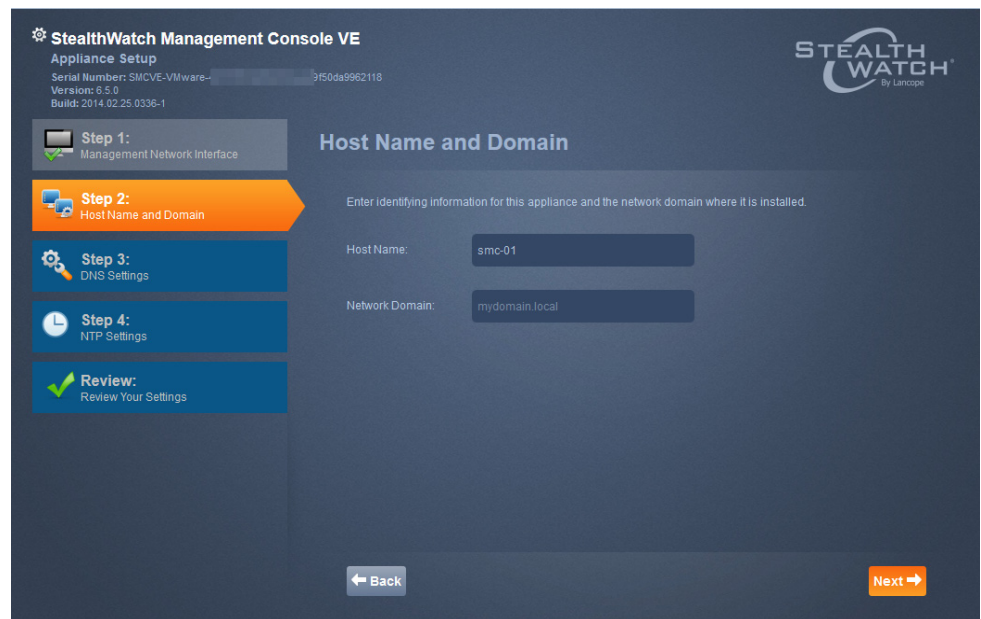 StealthWatch Management Console VE
Appliance Setup
Serial Number: SMCVE-VMware- 9f50da9962118
Version: 6.5.0
Build: 2014.02.25.0336-1
STEALTH
WATCH
By Lancope
Step 1:
Management Network Interface
Step 2:
Host Name and Domain
Step 3:
DNS Settings
Step 4:
NTP Settings
Review:
Review Your Settings
Host Name and Domain
Enter identifying information for this appliance and the network domain where it is installed.
Host Name: smc-01
Network Domain: mydomain.local
Back
Next